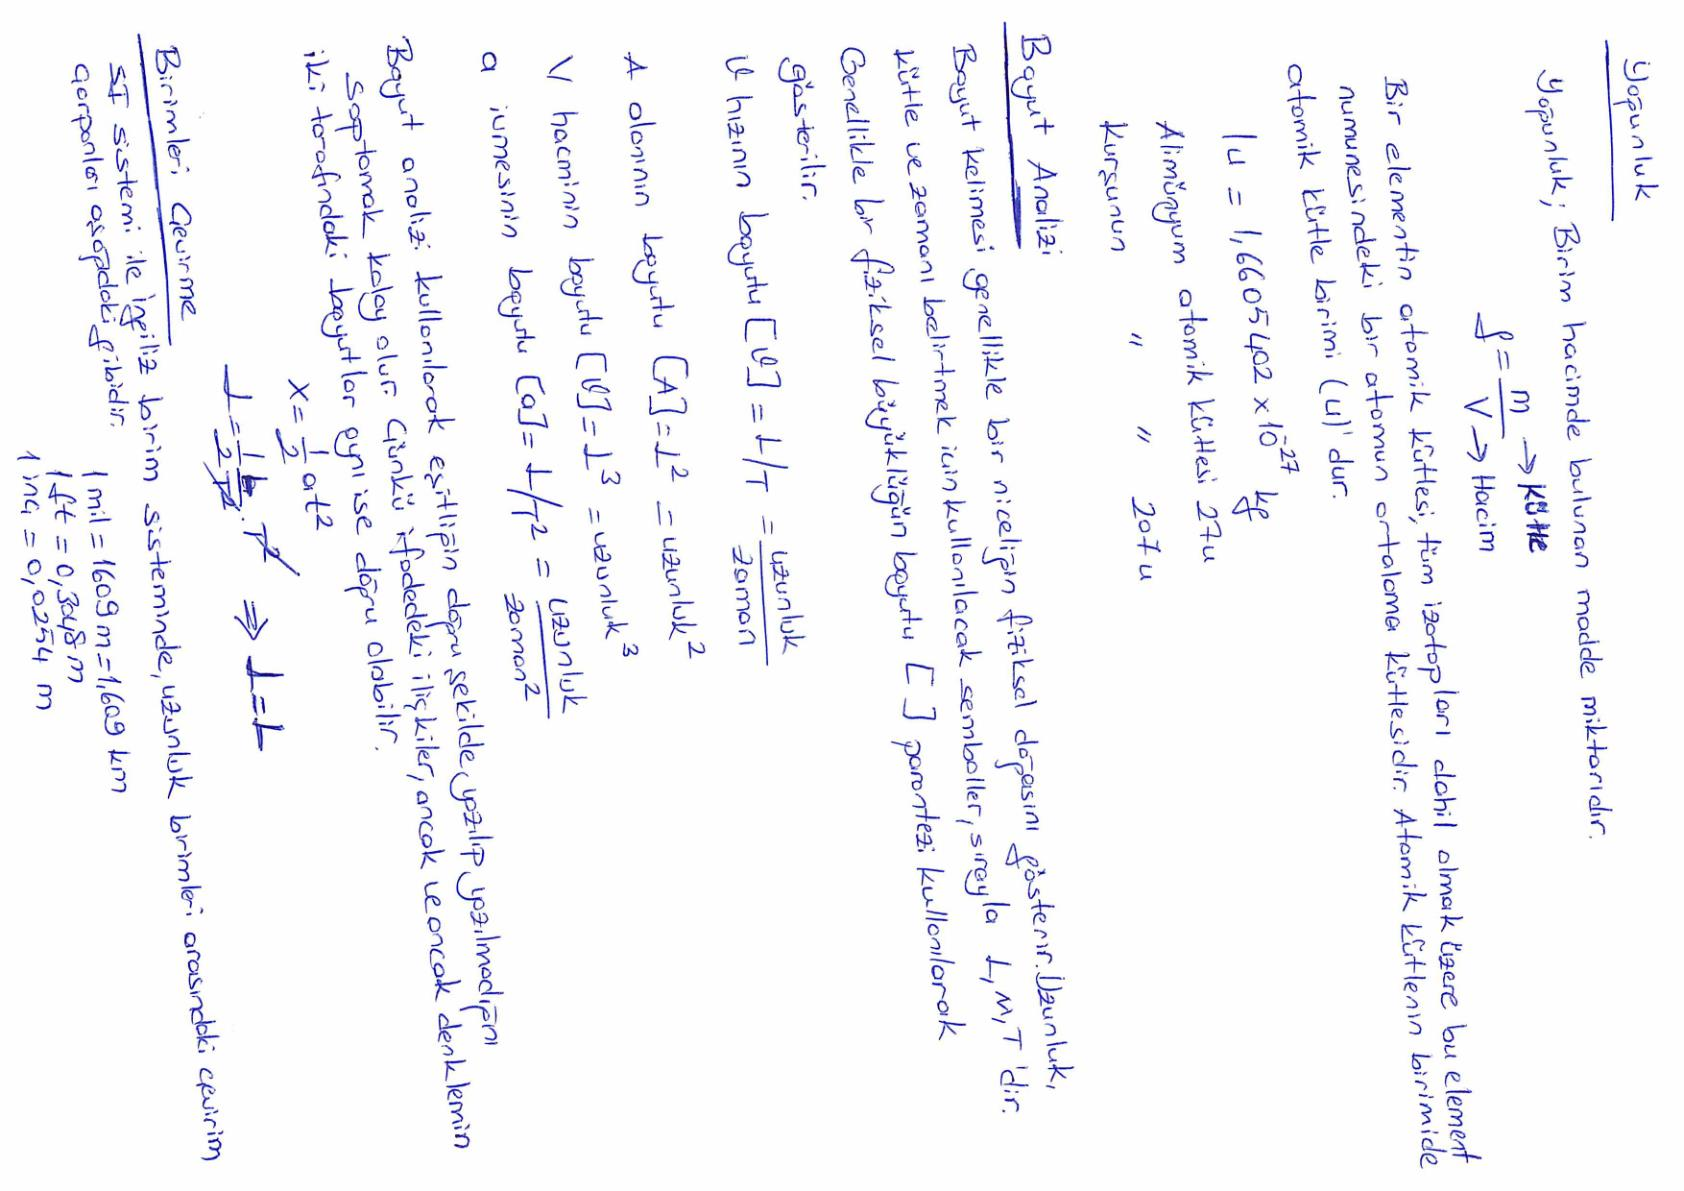 Yoğunluk
Yoğunluk; Birim hacimde bulunan madde miktarıdır.
ρ = m/V → Kütle → Hacim
Bir elementin atomik kütlesi, tüm izotopları dahil olmak üzere bu element
numunesindeki bir atomun ortalama kütlesidir. Atomik kütlenin birimide
atomik kütle birimi (u)'dur.
1u = 1,6605402 x 10⁻²⁷ kg
Alimünyum atomik kütlesi 27u
Kurşunun " " 207u
Boyut Analizi
Boyut kelimesi genellikle bir niceliğin fiziksel doğasını gösterir. Uzunluk,
kütle ve zamanı belirtmek için kullanılacak semboller, sırayla L, M, T'dir.
Genellikle bir fiziksel büyüklüğün boyutu [ ] parantezi kullanılarak
gösterilir.
ϑ hızının boyutu [ϑ] = L/T = uzunluk/zaman
A alanının boyutu [A] = L² = uzunluk²
V hacminin boyutu [ϑ] = L³ = uzunluk³
a ivmesinin boyutu [a] = L/T² = uzunluk/zaman²
Boyut analizi kullanılarak eşitliğin doğru şekilde yazılıp yazılmadığını
saptamak kolay olur. Çünkü ifadedeki ilişkiler, ancak ve ancak denklemin
iki tarafındaki boyutlar aynı ise doğru olabilir.
x = 1/2 at²
L = 1/2 L/T² . T² ⇒ L = L
Birimleri Çevirme
SI sistemi ile İngiliz birim sisteminde, uzunluk birimleri arasındaki çevirim
çarpanları aşağıdaki gibidir.
1 mil = 1609 m = 1,609 km
1 ft = 0,3048 m
1 inç = 0,0254 m